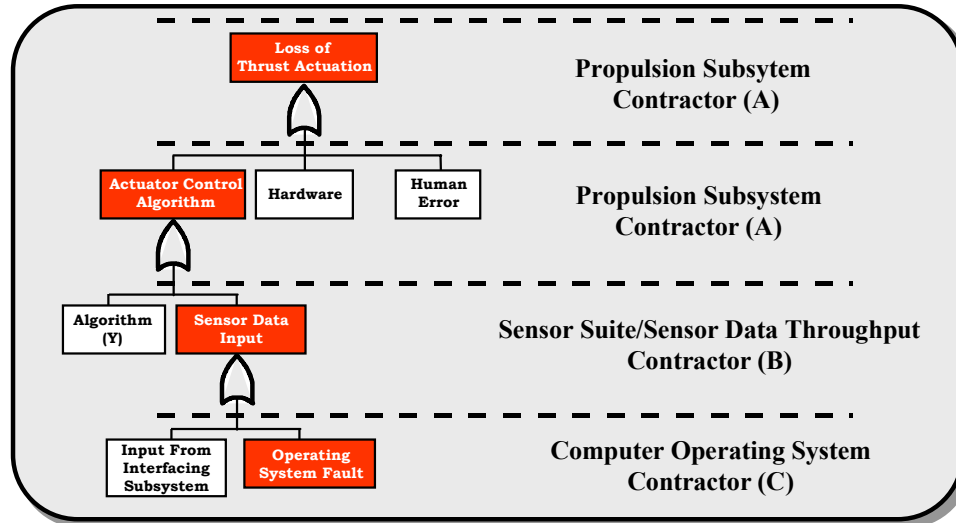 Loss of
Thrust Actuation
Propulsion Subsytem
Contractor (A)
Actuator Control
Algorithm
Hardware
Human
Error
Propulsion Subsystem
Contractor (A)
Algorithm
(Y)
Sensor Data
Input
Sensor Suite/Sensor Data Throughput
Contractor (B)
Input From
Interfacing
Subsystem
Operating
System Fault
Computer Operating System
Contractor (C)